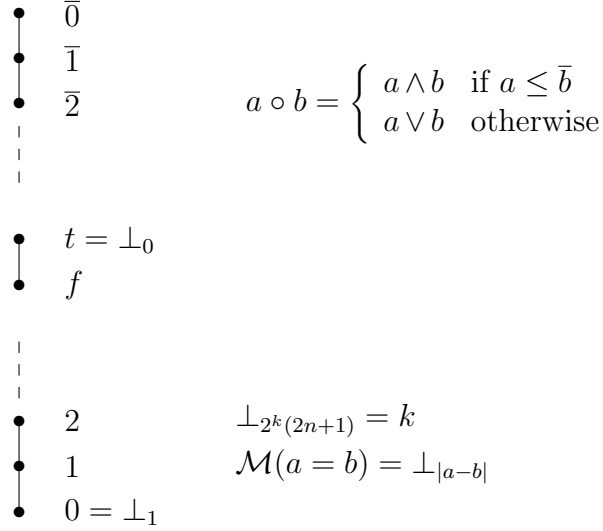 0̅
1̅
2̅
a ∘ b = { a ∧ b if a ≤ b̅
a ∨ b otherwise
t = ⊥₀
f
2
⊥_{2^k(2n+1)} = k
1
ℳ(a = b) = ⊥_{|a−b|}
0 = ⊥₁